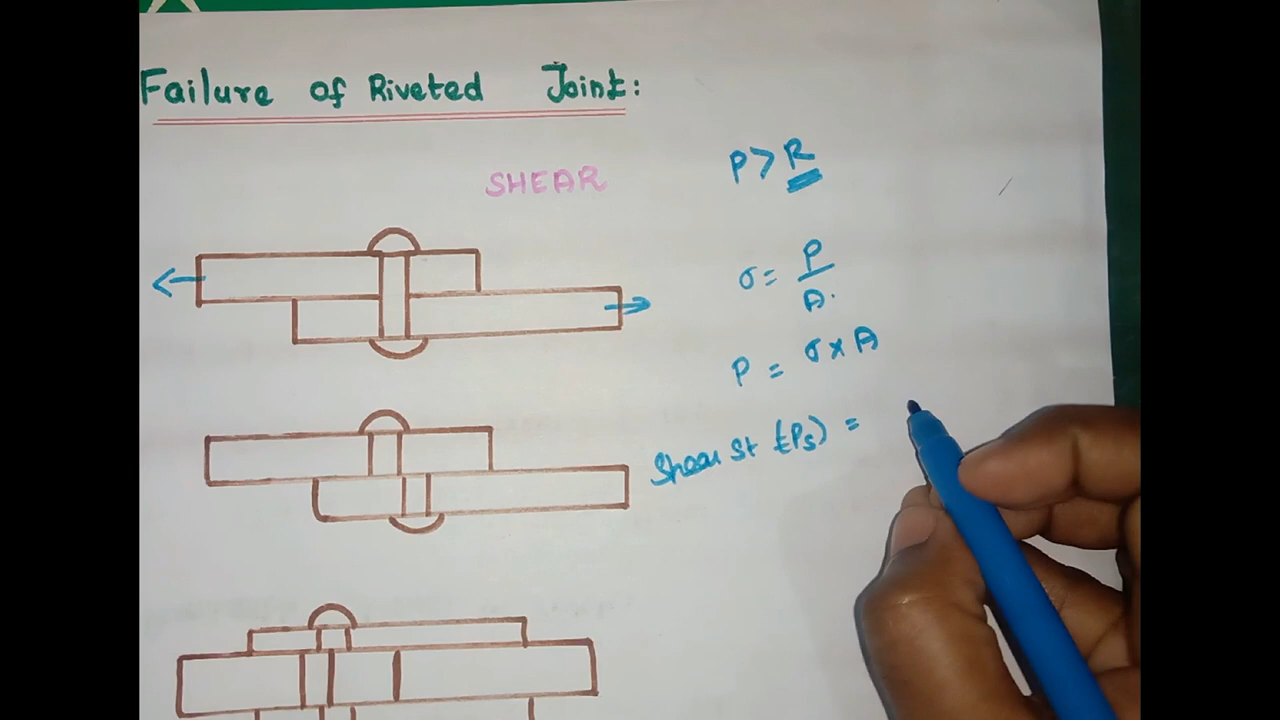 Failure of Riveted Joint:
SHEAR
P > R
σ = P / A.
P = σ × A
Shear St (Ps) =